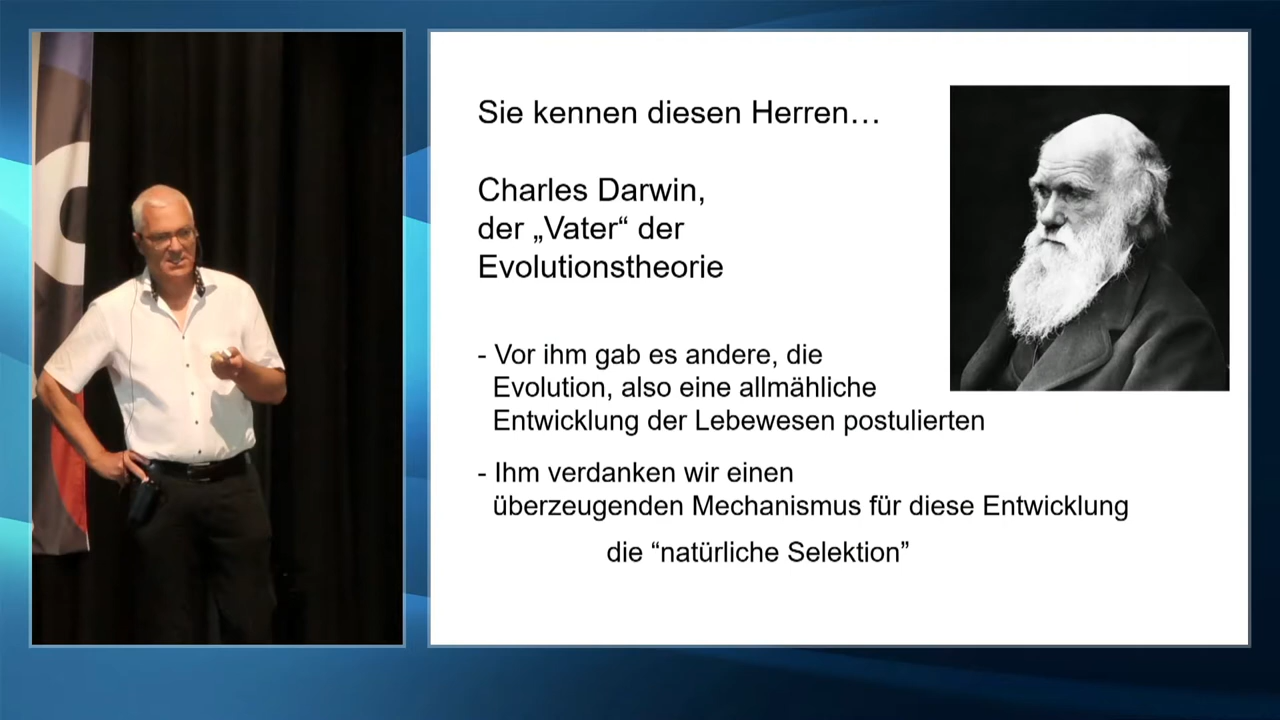 Sie kennen diesen Herren…
Charles Darwin,
der „Vater“ der
Evolutionstheorie
- Vor ihm gab es andere, die
Evolution, also eine allmähliche
Entwicklung der Lebewesen postulierten
- Ihm verdanken wir einen
überzeugenden Mechanismus für diese Entwicklung
die “natürliche Selektion”